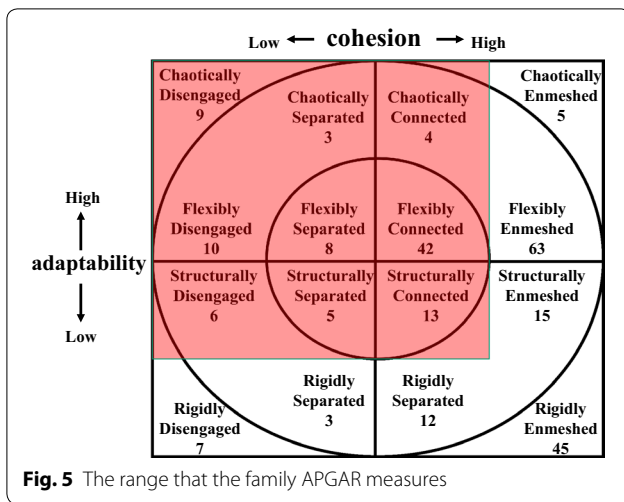 Low ← cohesion → High
Chaotically Disengaged 9
Chaotically Separated 3
Chaotically Connected 4
Chaotically Enmeshed 5
High
adaptability
Low
Flexibly Disengaged 10
Flexibly Separated 8
Flexibly Connected 42
Flexibly Enmeshed 63
Structurally Disengaged 6
Structurally Separated 5
Structurally Connected 13
Structurally Enmeshed 15
Rigidly Disengaged 7
Rigidly Separated 3
Rigidly Separated 12
Rigidly Enmeshed 45
Fig. 5 The range that the family APGAR measures